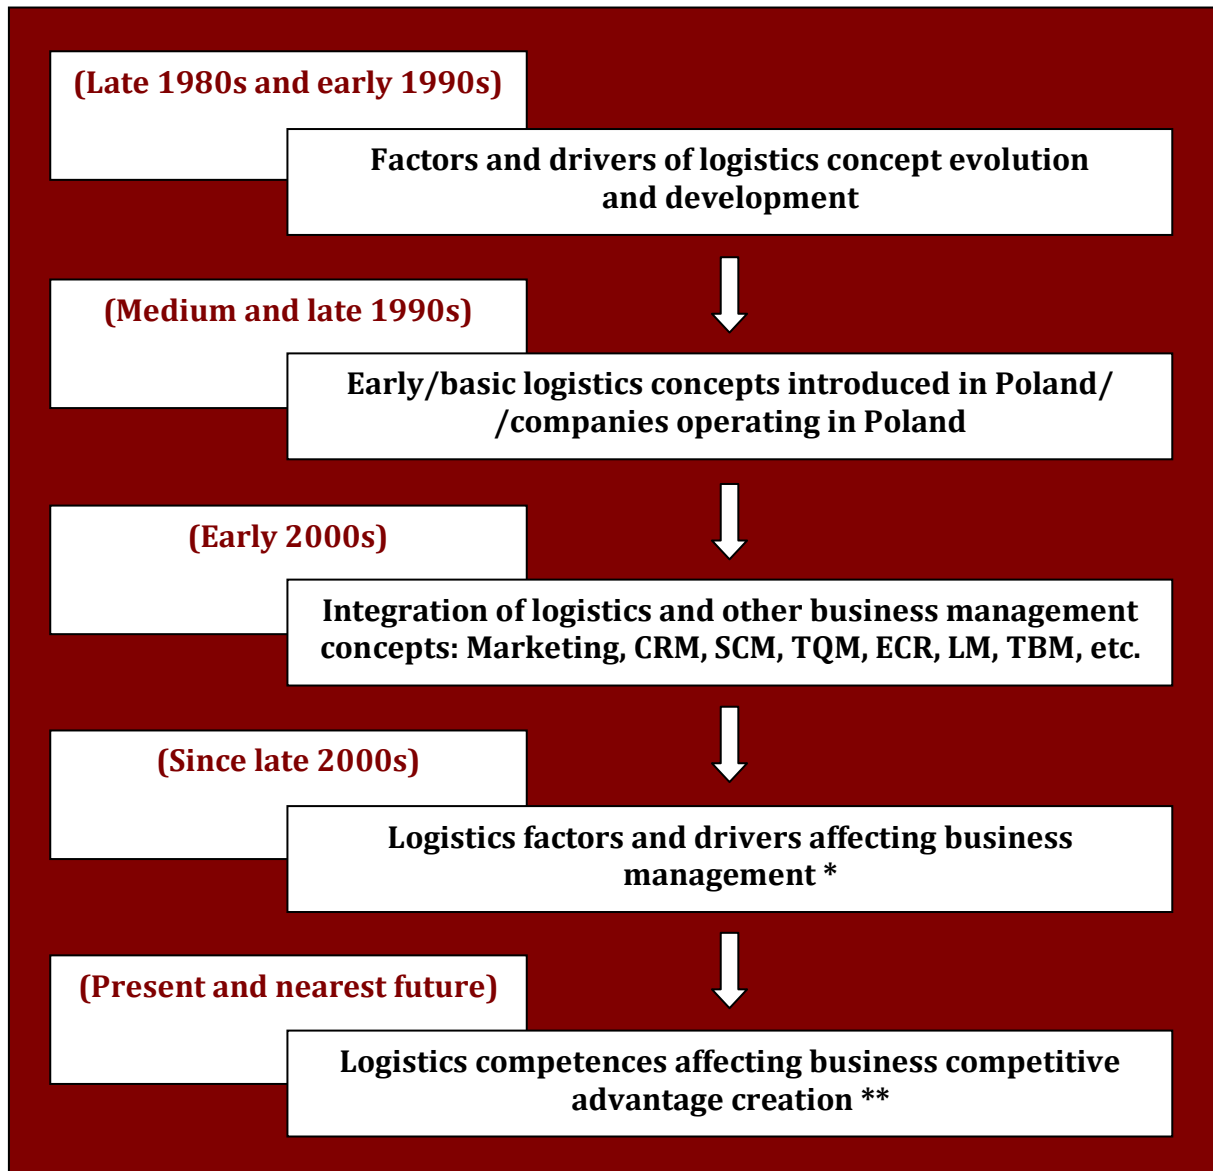 (Late 1980s and early 1990s)
Factors and drivers of logistics concept evolution
and development
(Medium and late 1990s)
Early/basic logistics concepts introduced in Poland/
/companies operating in Poland
(Early 2000s)
Integration of logistics and other business management
concepts: Marketing, CRM, SCM, TQM, ECR, LM, TBM, etc.
(Since late 2000s)
Logistics factors and drivers affecting business
management *
(Present and nearest future)
Logistics competences affecting business competitive
advantage creation **